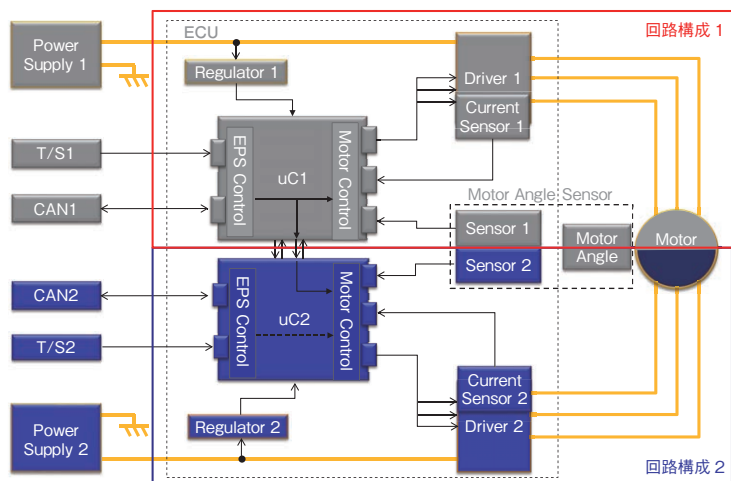 ECU
回路構成 1
Power
Supply 1
Regulator 1
Driver 1
Current
Sensor 1
T/S1
CAN1
EPS Control
uC1
Motor Control
Motor Angle Sensor
Sensor 1
Motor
Angle
Motor
Sensor 2
CAN2
T/S2
EPS Control
uC2
Motor Control
Current
Sensor 2
Driver 2
Regulator 2
Power
Supply 2
回路構成 2